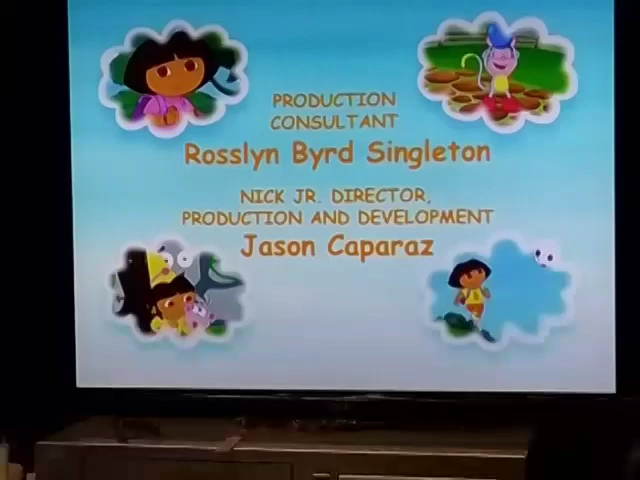 PRODUCTION
CONSULTANT
Rosslyn Byrd Singleton
NICK JR. DIRECTOR,
PRODUCTION AND DEVELOPMENT
Jason Caparaz